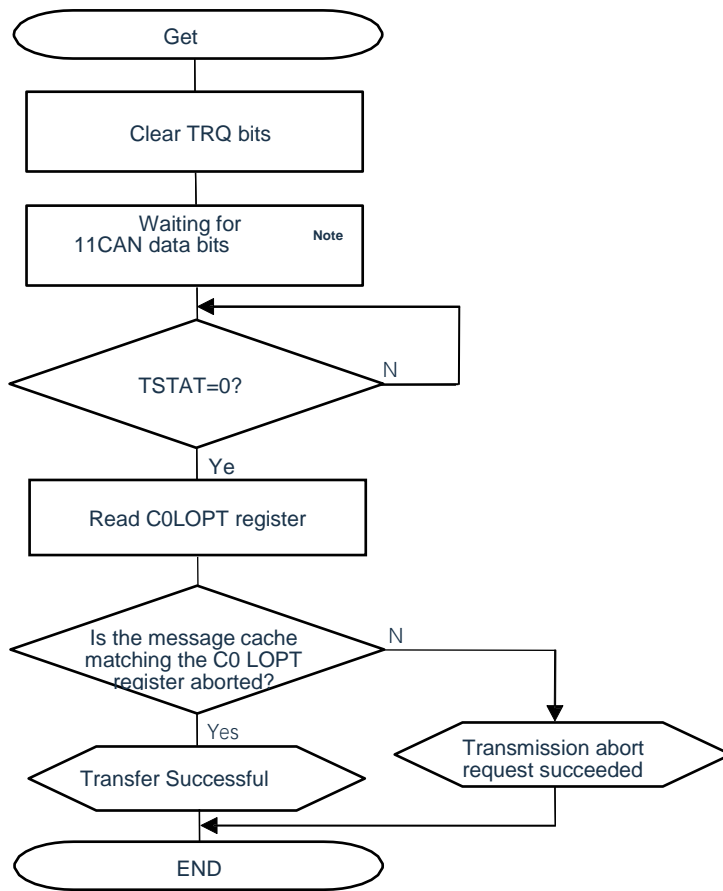 Get
Clear TRQ bits
Waiting for
11CAN data bits
Note
TSTAT=0?
N
Ye
Read C0LOPT register
Is the message cache
matching the C0 LOPT
register aborted?
N
Yes
Transfer Successful
Transmission abort
request succeeded
END